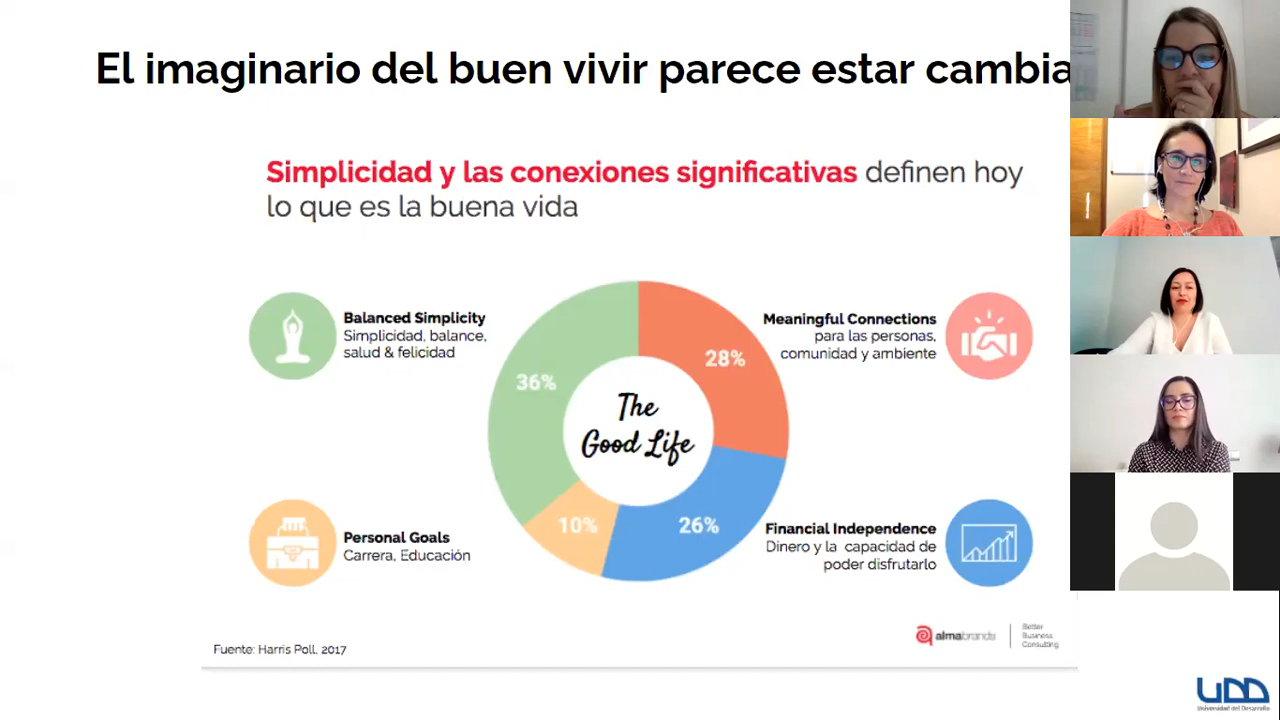 El imaginario del buen vivir parece estar cambia
Simplicidad y las conexiones significativas definen hoy
lo que es la buena vida
Balanced Simplicity
Simplicidad, balance,
salud & felicidad
Meaningful Connections
para las personas,
comunidad y ambiente
36%
28%
The
Good Life
10%
26%
Personal Goals
Carrera, Educación
Financial Independence
Dinero y la capacidad de
poder disfrutarlo
Fuente: Harris Poll, 2017
almabrands
Better
Business
Consulting
UDD
Universidad del Desarrollo